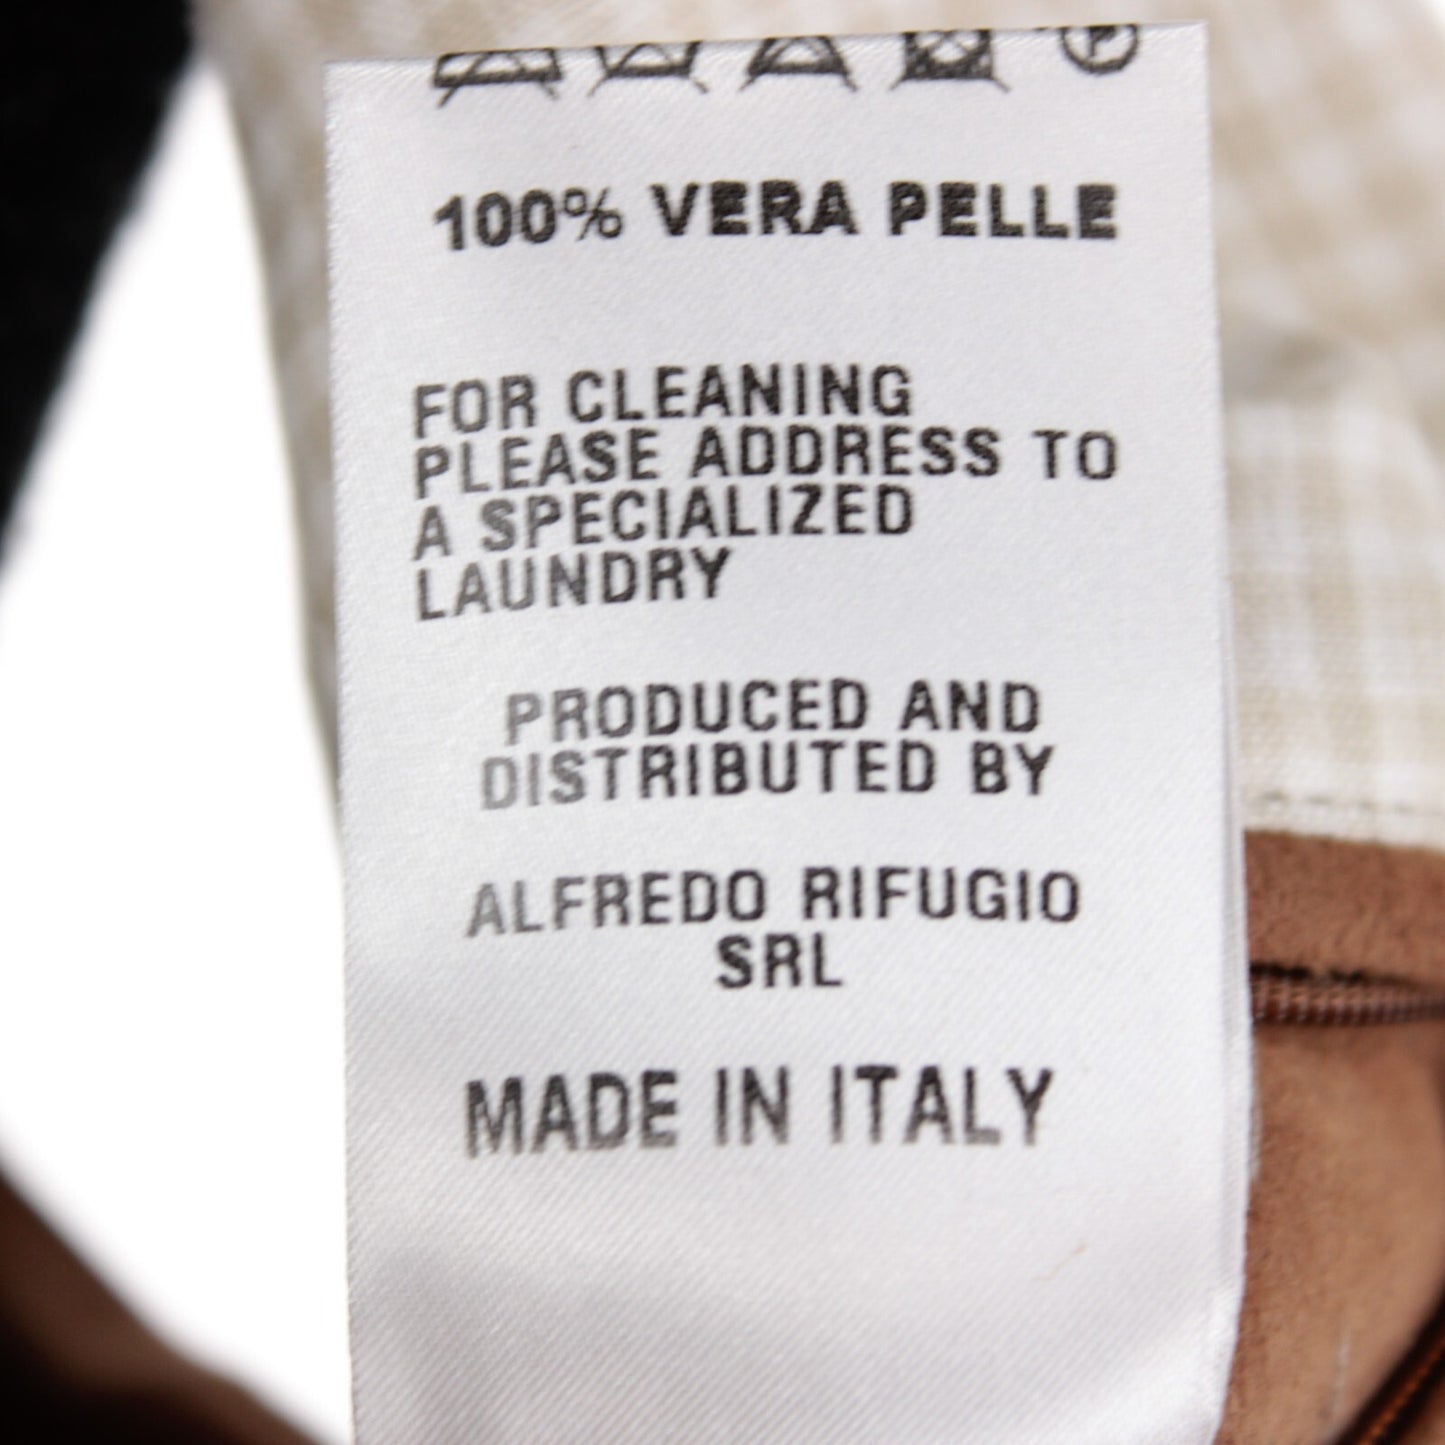 100% VERA PELLE
FOR CLEANING
PLEASE ADDRESS TO
A SPECIALIZED
LAUNDRY
PRODUCED AND
DISTRIBUTED BY
ALFREDO RIFUGIO
SRL
MADE IN ITALY